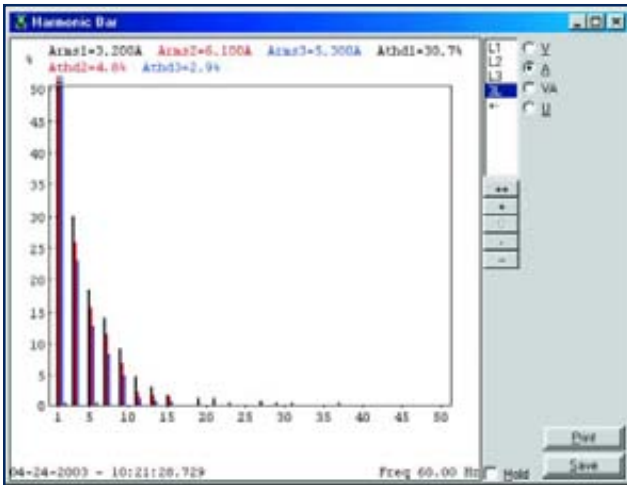 Harmonic Bar
% Arms1=3.200A Arms2=6.100A Arms3=5.300A Athd1=30.7%
Athd2=4.8% Athd3=2.9%
L1
L2
L3
3L
V
A
VA
U
50
45
40
35
30
25
20
15
10
5
0
1 5 10 15 20 25 30 35 40 45 50
04-24-2003 - 10:21:28.729 Freq 60.00 Hz
Hold
Print
Save